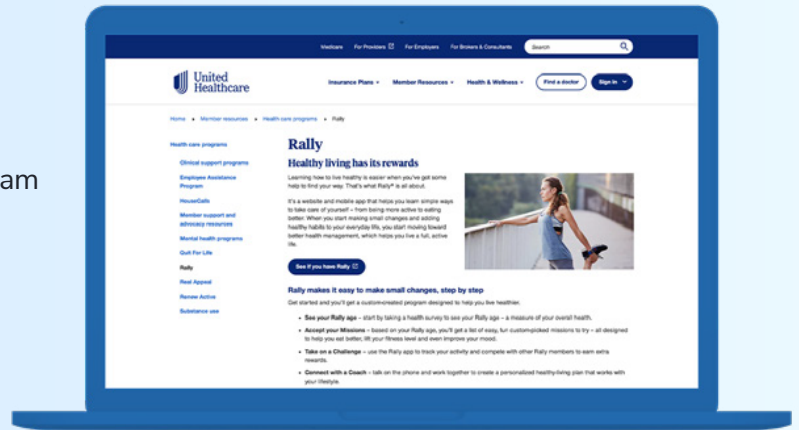 am
Medicare For Providers For Employers For Brokers & Consultants Search
United
Healthcare
Insurance Plans Member Resources Health & Wellness Find a doctor Sign in
Home Member resources Health care programs Rally
Health care programs
Clinical support programs
Employee Assistance
Program
HouseCalls
Member support and
advocacy resources
Mental health programs
Quit For Life
Rally
Real Appeal
Renew Active
Substance use
Rally
Healthy living has its rewards
Learning how to live healthy is easier when you've got some
help to find your way. That's what Rally® is all about.
It's a website and mobile app that helps you learn simple ways
to take care of yourself – from being more active to eating
better. When you start making small changes and adding
healthy habits to your everyday life, you start moving toward
better health management, which helps you live a full, active
life.
See if you have Rally
Rally makes it easy to make small changes, step by step
Get started and you'll get a custom-created program designed to help you live healthier.
• See your Rally age – start by taking a health survey to see your Rally age – a measure of your overall health.
• Accept your Missions – based on your Rally age, you'll get a list of easy, fun custom-picked missions to try – all designed
to help you eat better, lift your fitness level and even improve your mood.
• Take on a Challenge – use the Rally app to track your activity and compete with other Rally members to earn extra
rewards.
• Connect with a Coach – talk on the phone and work together to create a personalized healthy-living plan that works with
your lifestyle.